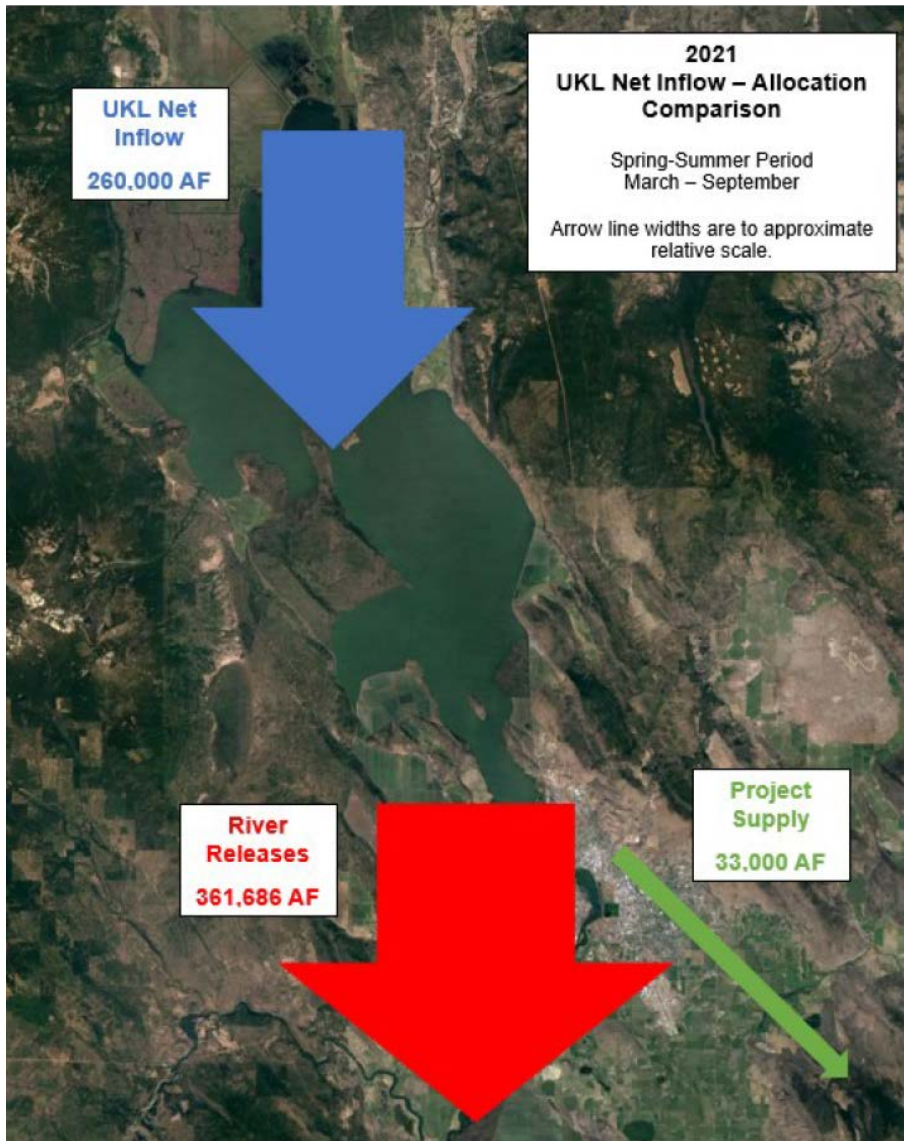 2021
UKL Net Inflow – Allocation
Comparison
Spring-Summer Period
March – September
Arrow line widths are to approximate
relative scale.
UKL Net
Inflow
260,000 AF
River
Releases
361,686 AF
Project
Supply
33,000 AF